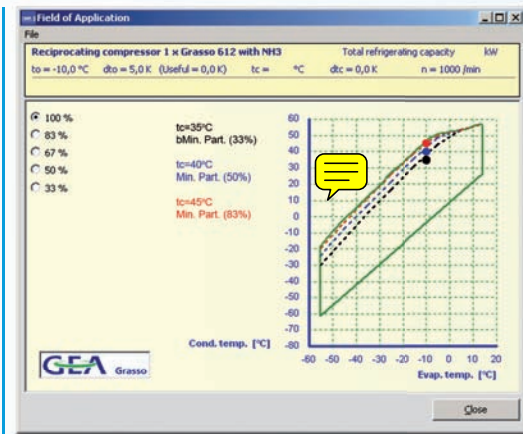 Field of Application
File
Reciprocating compressor 1 x Grasso 612 with NH3 Total refrigerating capacity kW
to = -10,0 °C dto = 5,0 K (Useful = 0,0 K) tc = °C dtc = 0,0 K n = 1000 /min
100 %
83 %
67 %
50 %
33 %
tc=35°C
bMin. Part. (33%)
tc=40°C
Min. Part. (50%)
tc=45°C
Min. Part. (83%)
60
50
40
30
20
10
0
-10
-20
-30
-40
-50
-60
-70
-80
Cond. temp. [°C]
-60 -50 -40 -30 -20 -10 0 10 20
Evap. temp. [°C]
GEA Grasso
Close